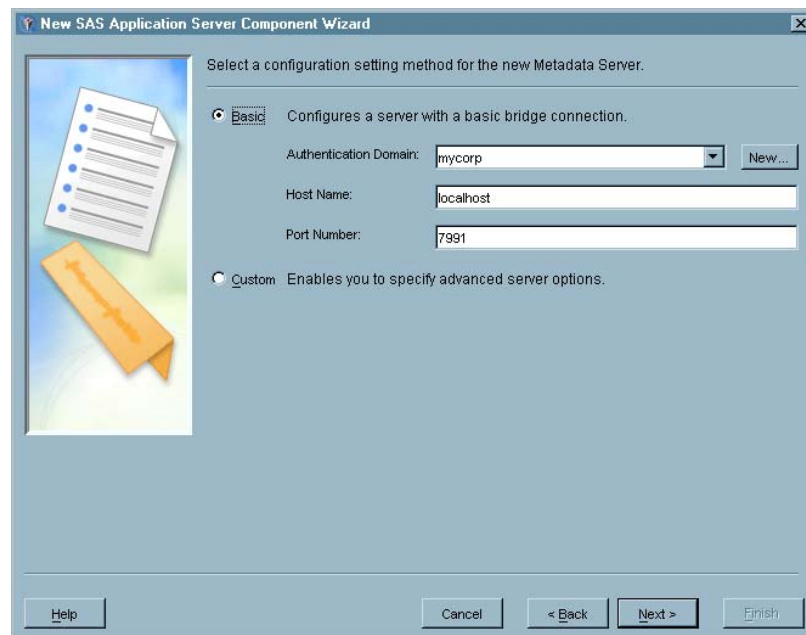 New SAS Application Server Component Wizard
Select a configuration setting method for the new Metadata Server.
Basic Configures a server with a basic bridge connection.
Authentication Domain: mycorp New...
Host Name: localhost
Port Number: 7991
Custom Enables you to specify advanced server options.
Help Cancel < Back Next > Finish